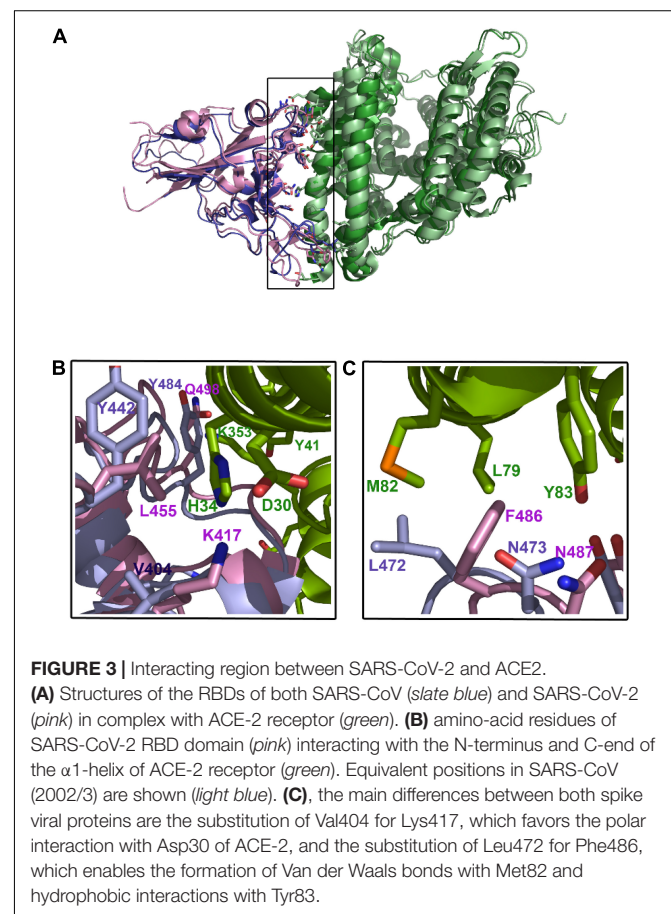 A
B
Y484
Q498
Y442
K353
Y41
L455
H34
D30
K417
V404
C
M82
L79
Y83
F486
L472
N473
N487
FIGURE 3 | Interacting region between SARS-CoV-2 and ACE2.
(A) Structures of the RBDs of both SARS-CoV (slate blue) and SARS-CoV-2
(pink) in complex with ACE-2 receptor (green). (B) amino-acid residues of
SARS-CoV-2 RBD domain (pink) interacting with the N-terminus and C-end of
the α1-helix of ACE-2 receptor (green). Equivalent positions in SARS-CoV
(2002/3) are shown (light blue). (C), the main differences between both spike
viral proteins are the substitution of Val404 for Lys417, which favors the polar
interaction with Asp30 of ACE-2, and the substitution of Leu472 for Phe486,
which enables the formation of Van der Waals bonds with Met82 and
hydrophobic interactions with Tyr83.